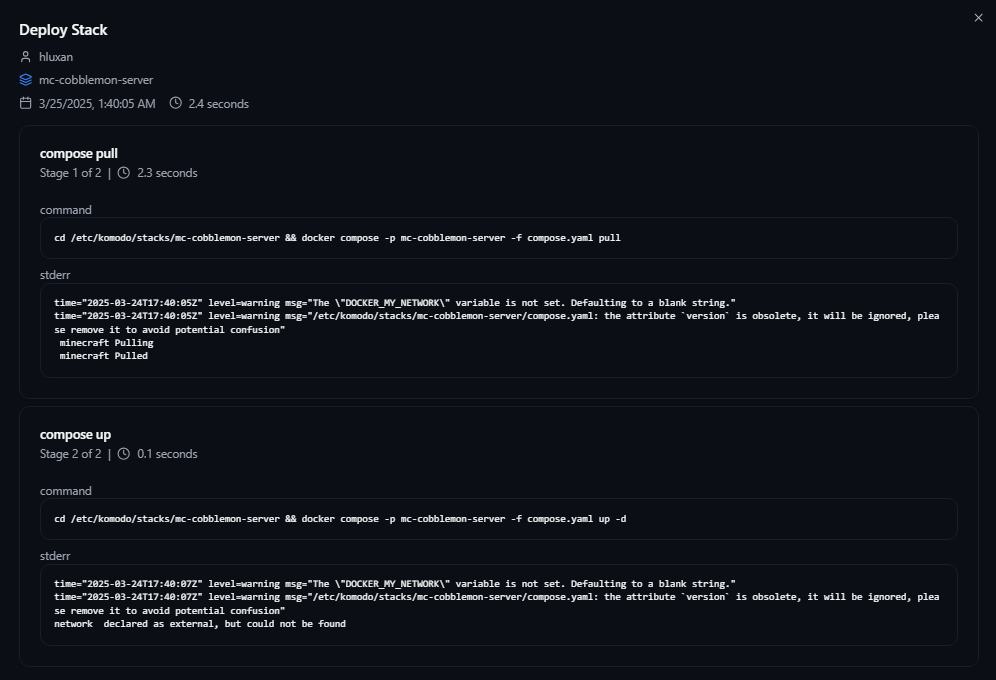 Deploy Stack
hluxan
mc-cobblemon-server
3/25/2025, 1:40:05 AM 2.4 seconds
compose pull
Stage 1 of 2 | 2.3 seconds
command
cd /etc/komodo/stacks/mc-cobblemon-server && docker compose -p mc-cobblemon-server -f compose.yaml pull
stderr
time="2025-03-24T17:40:05Z" level=warning msg="The \"DOCKER_MY_NETWORK\" variable is not set. Defaulting to a blank string."
time="2025-03-24T17:40:05Z" level=warning msg="/etc/komodo/stacks/mc-cobblemon-server/compose.yaml: the attribute `version` is obsolete, it will be ignored, plea
se remove it to avoid potential confusion"
minecraft Pulling
minecraft Pulled
compose up
Stage 2 of 2 | 0.1 seconds
command
cd /etc/komodo/stacks/mc-cobblemon-server && docker compose -p mc-cobblemon-server -f compose.yaml up -d
stderr
time="2025-03-24T17:40:07Z" level=warning msg="The \"DOCKER_MY_NETWORK\" variable is not set. Defaulting to a blank string."
time="2025-03-24T17:40:07Z" level=warning msg="/etc/komodo/stacks/mc-cobblemon-server/compose.yaml: the attribute `version` is obsolete, it will be ignored, plea
se remove it to avoid potential confusion"
network  declared as external, but could not be found